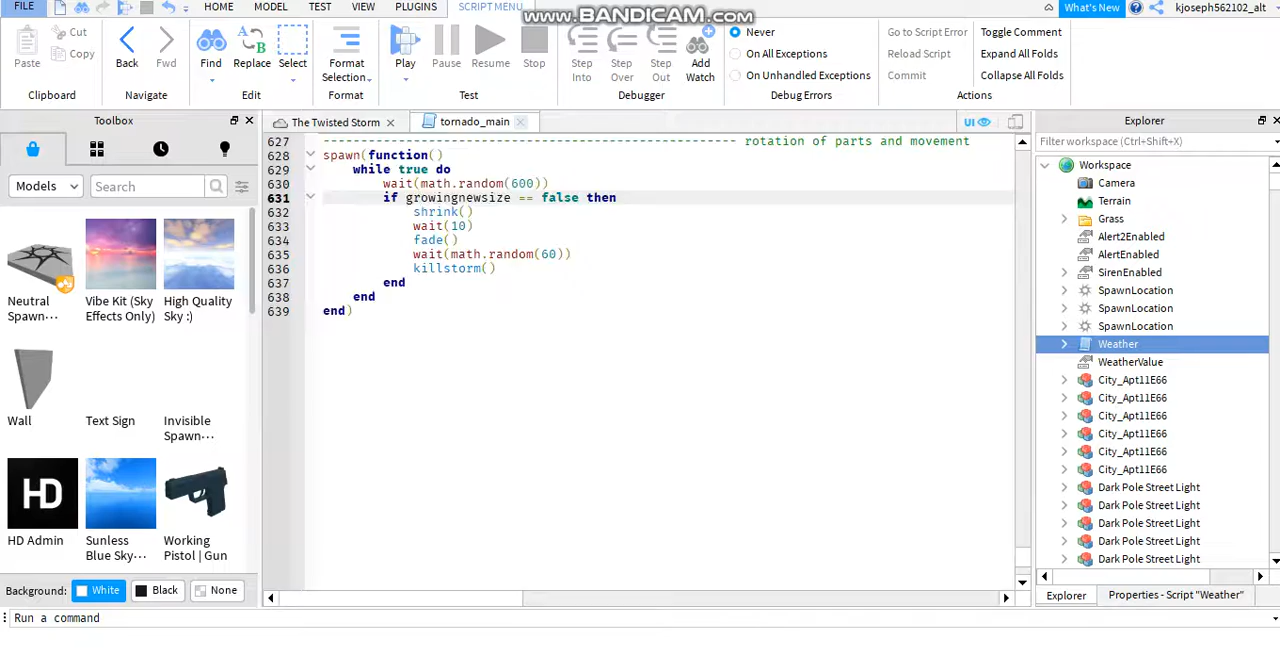 www.BANDICAM.com
FILE HOME MODEL TEST VIEW PLUGINS SCRIPT MENU What's New kjoseph562102_alt
Paste Cut Copy
Clipboard
Back Fwd
Navigate
Find Replace Select
Edit
Format Selection
Format
Play Pause Resume Stop
Test
Step Into Step Over Step Out Add Watch
Debugger
Never
On All Exceptions
On Unhandled Exceptions
Debug Errors
Go to Script Error
Reload Script
Commit
Toggle Comment
Expand All Folds
Collapse All Folds
Actions
Toolbox
Models Search
Neutral Spawn... Vibe Kit (Sky Effects Only) High Quality Sky :)
Wall Text Sign Invisible Spawn...
HD
HD Admin Sunless Blue Sky... Working Pistol | Gun
Background: White Black None
The Twisted Storm tornado_main UI
627 ------------------------------------------------------- rotation of parts and movement
628 spawn(function()
629 while true do
630 wait(math.random(600))
631 if growingnewsize == false then
632 shrink()
633 wait(10)
634 fade()
635 wait(math.random(60))
636 killstorm()
637 end
638 end
639 end)
Explorer
Filter workspace (Ctrl+Shift+X)
Workspace
Camera
Terrain
Grass
Alert2Enabled
AlertEnabled
SirenEnabled
SpawnLocation
SpawnLocation
SpawnLocation
Weather
WeatherValue
City_Apt11E66
City_Apt11E66
City_Apt11E66
City_Apt11E66
City_Apt11E66
City_Apt11E66
Dark Pole Street Light
Dark Pole Street Light
Dark Pole Street Light
Dark Pole Street Light
Dark Pole Street Light
Explorer Properties - Script "Weather"
Run a command